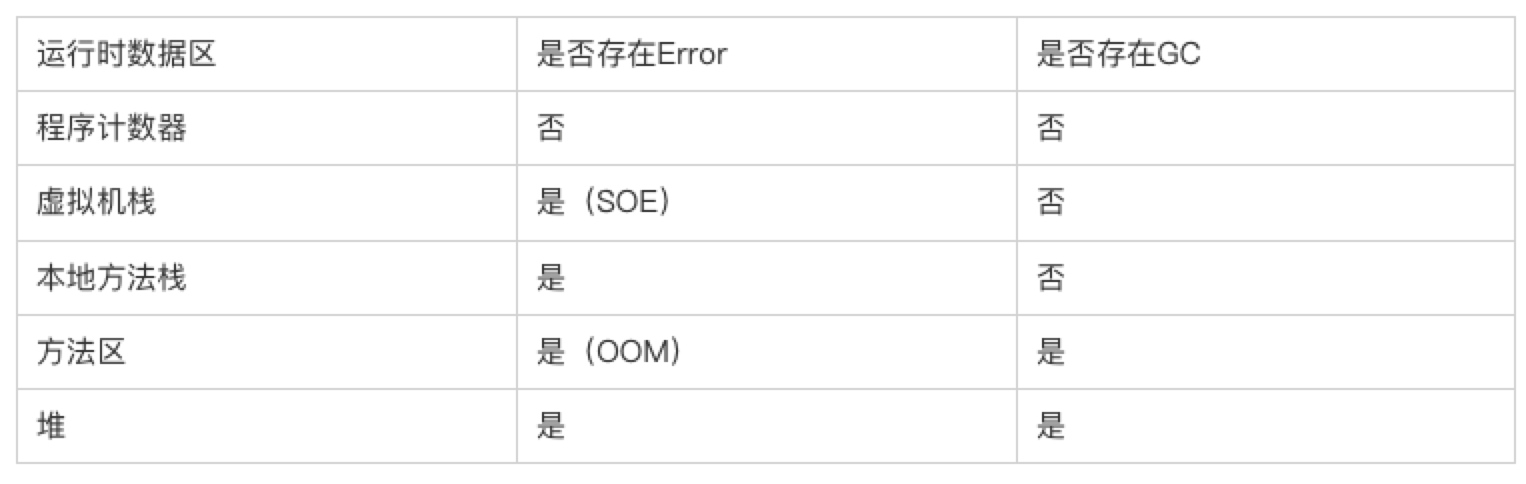 运行时数据区 是否存在Error 是否存在GC
程序计数器 否 否
虚拟机栈 是（SOE） 否
本地方法栈 是 否
方法区 是（OOM） 是
堆 是 是